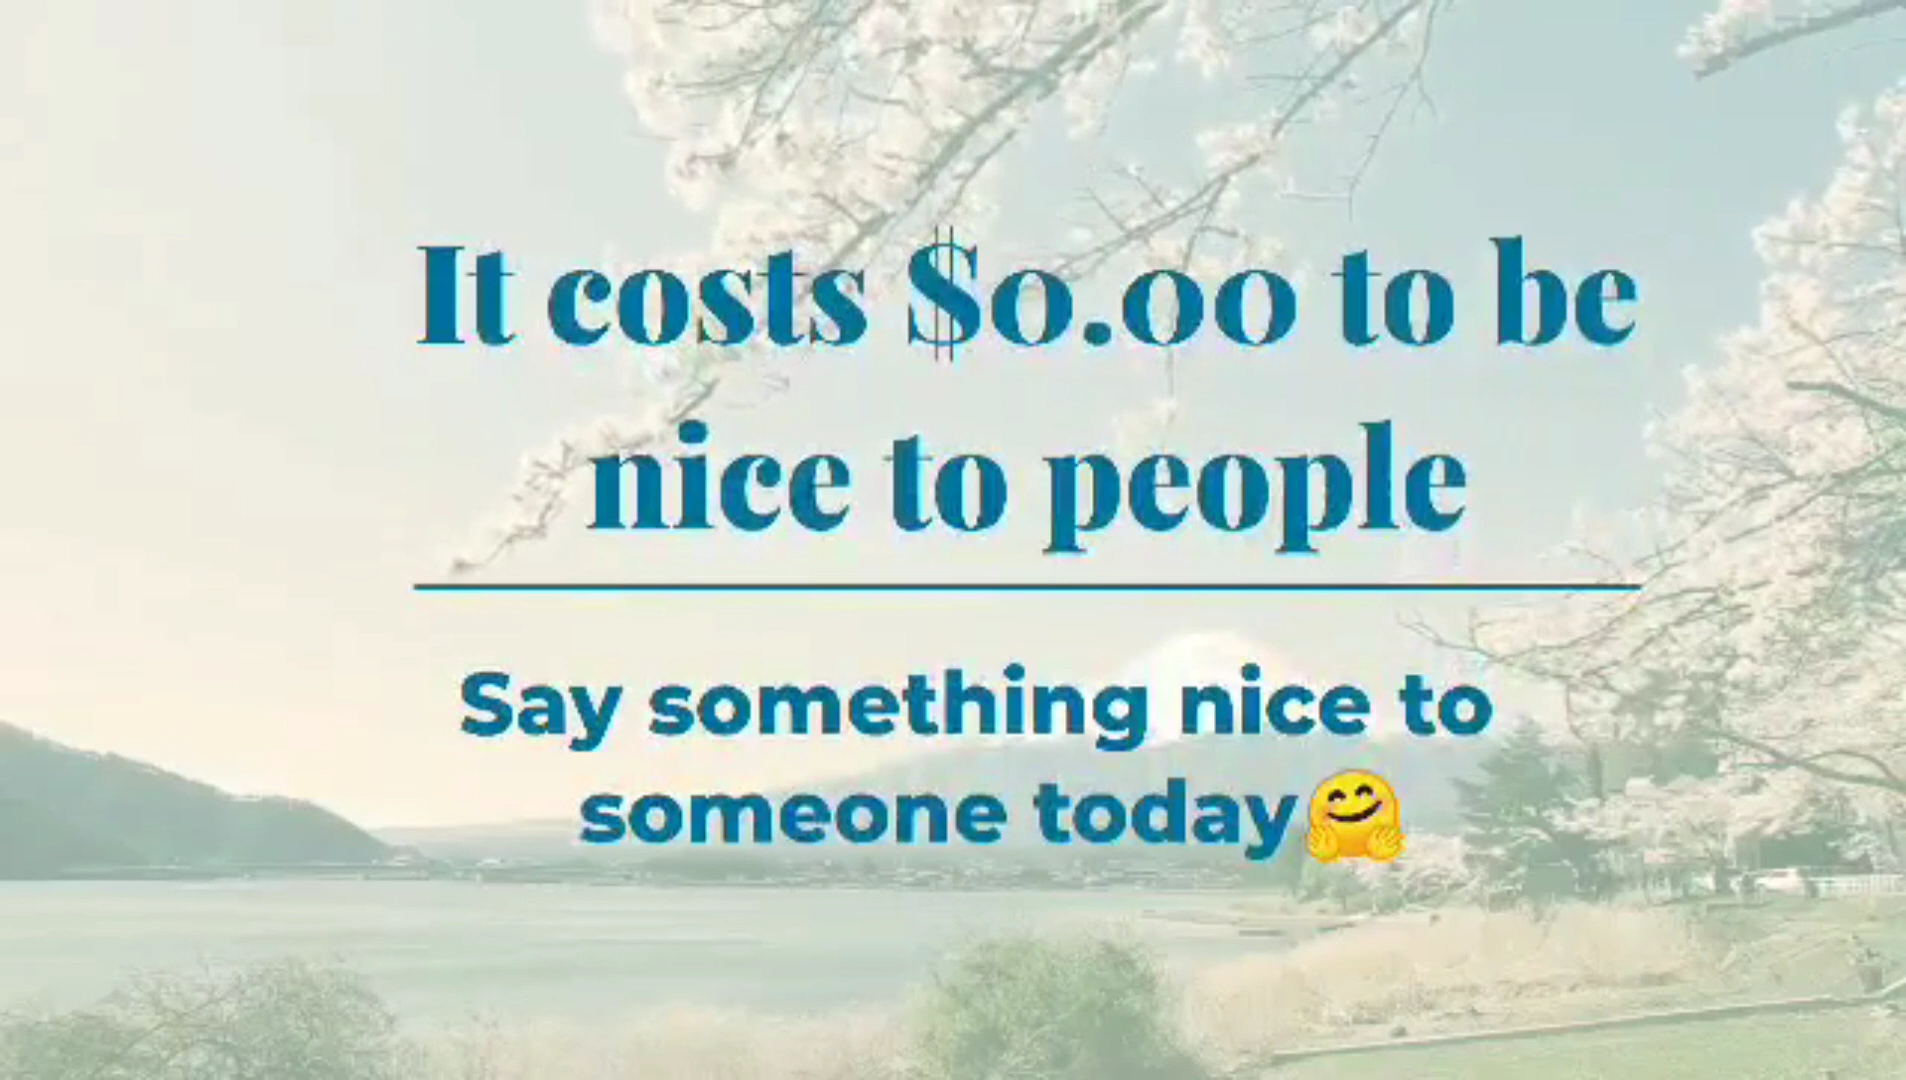 It costs $0.00 to be
nice to people
Say something nice to
someone today🤗